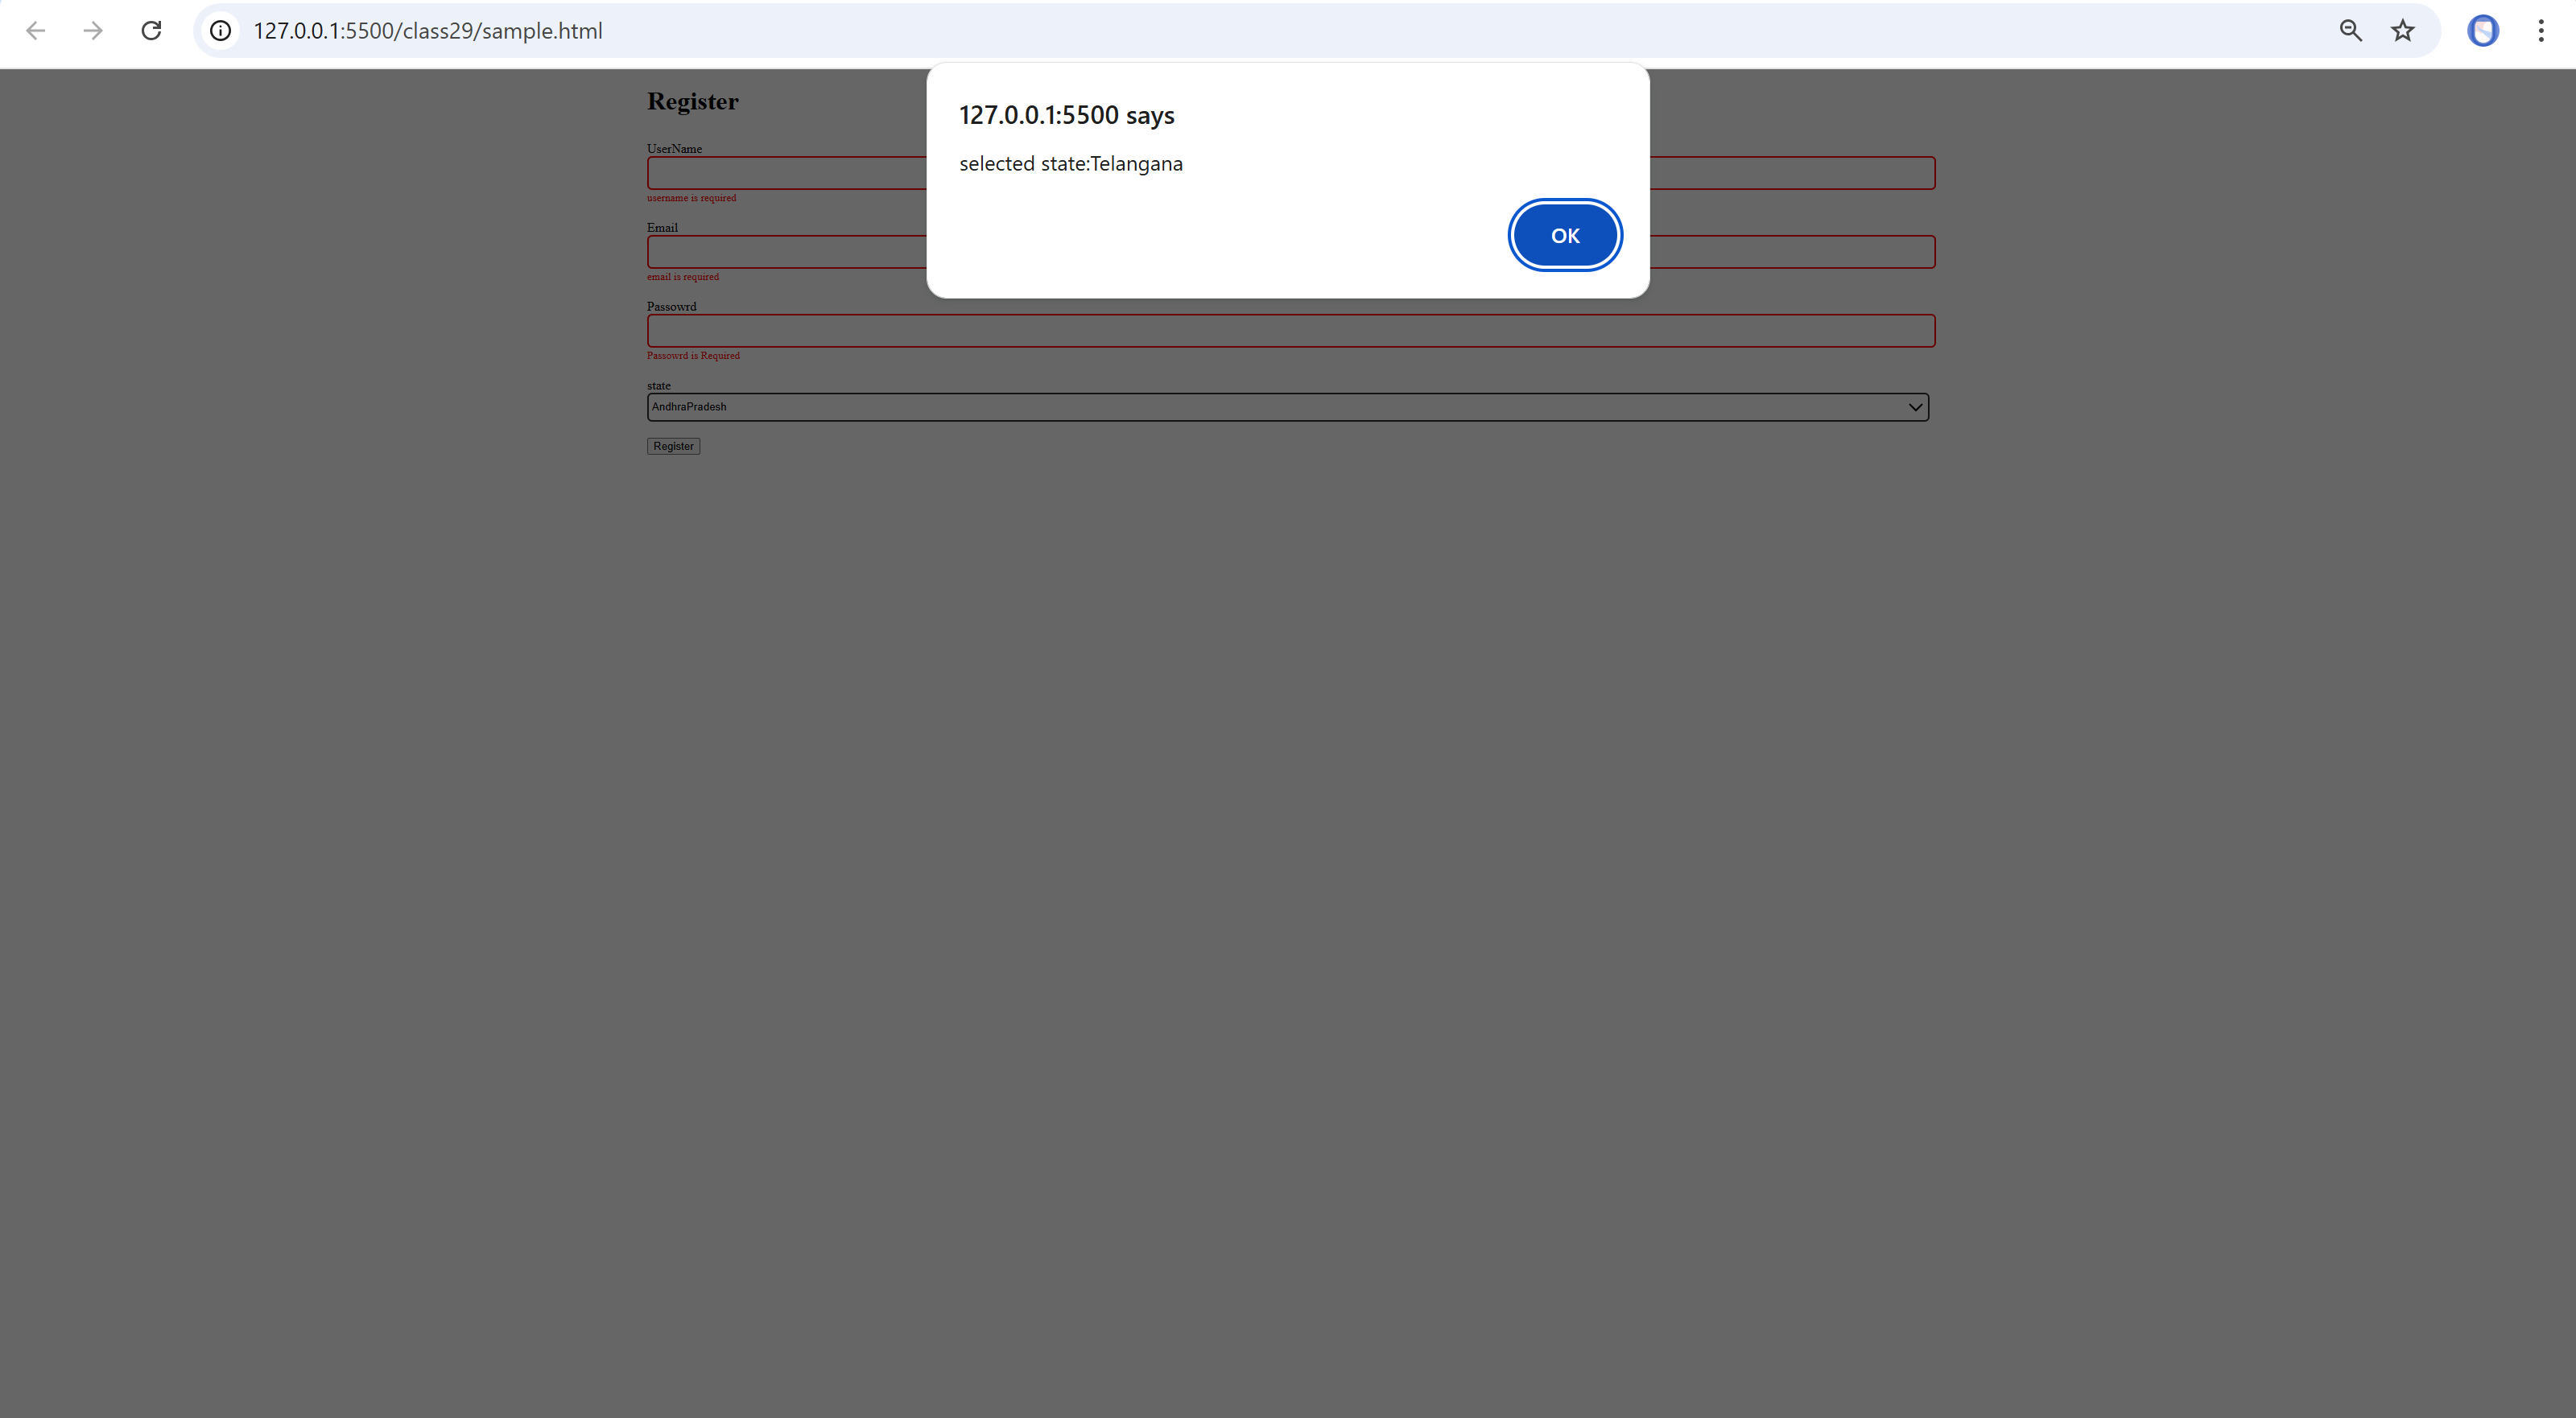 127.0.0.1:5500/class29/sample.html
127.0.0.1:5500 says
selected state:Telangana
OK
Register
UserName
username is required
Email
email is required
Passowrd
Passowrd is Required
state
AndhraPradesh
Register